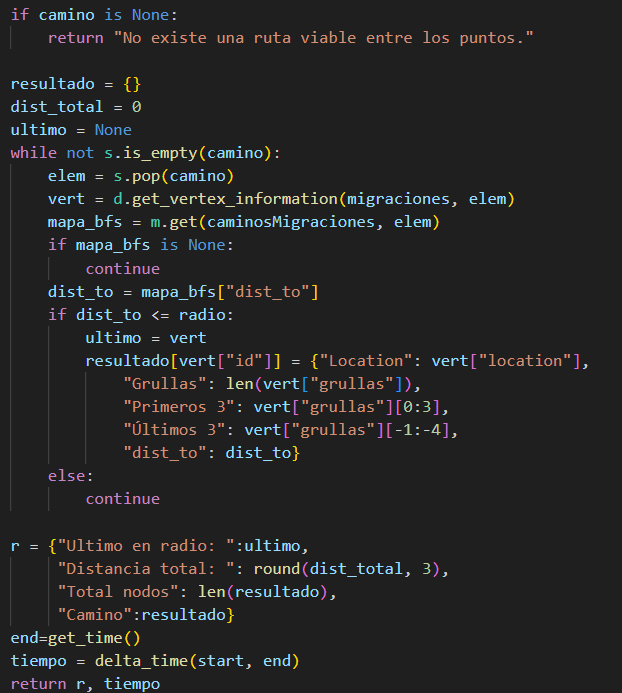 if camino is None:
    return "No existe una ruta viable entre los puntos."

resultado = {}
dist_total = 0
ultimo = None
while not s.is_empty(camino):
    elem = s.pop(camino)
    vert = d.get_vertex_information(migraciones, elem)
    mapa_bfs = m.get(caminosMigraciones, elem)
    if mapa_bfs is None:
        continue
    dist_to = mapa_bfs["dist_to"]
    if dist_to <= radio:
        ultimo = vert
        resultado[vert["id"]] = {"Location": vert["location"],
            "Grullas": len(vert["grullas"]),
            "Primeros 3": vert["grullas"][0:3],
            "Últimos 3": vert["grullas"][-1:-4],
            "dist_to": dist_to}
    else:
        continue

r = {"Ultimo en radio: ":ultimo,
     "Distancia total: ": round(dist_total, 3),
     "Total nodos": len(resultado),
     "Camino":resultado}
end=get_time()
tiempo = delta_time(start, end)
return r, tiempo